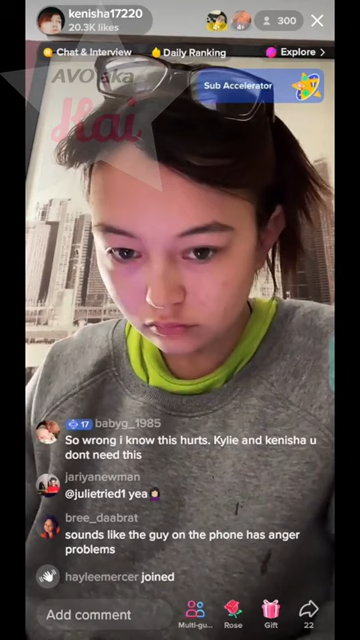 kenisha17220
20.3K likes
300
Chat & Interview
Daily Ranking
Explore >
AVO aka
Hai
Sub Accelerator
17 babyg_1985
So wrong i know this hurts. Kylie and kenisha u
dont need this
jariyanewman
@julietried1 yea🤦🏻‍♀️
bree_daabrat
sounds like the guy on the phone has anger
problems
hayleemercer joined
Add comment
Multi-gu...
Rose
Gift
22